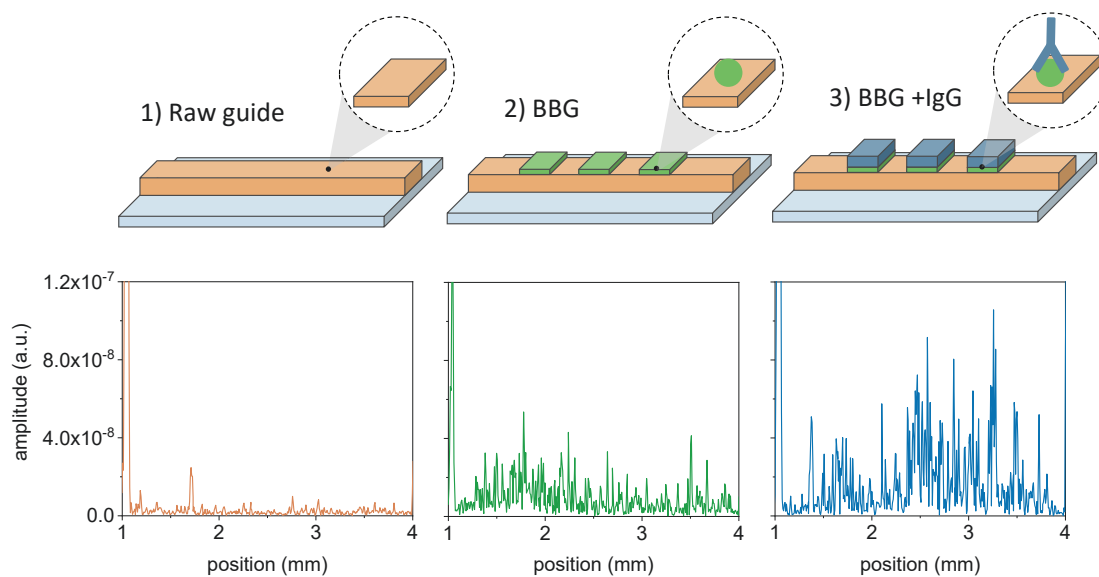 1) Raw guide
2) BBG
3) BBG +IgG
1.2x10-7
8.0x10-8
4.0x10-8
0.0
amplitude (a.u.)
1 2 3 4
position (mm)
1 2 3 4
position (mm)
1 2 3 4
position (mm)